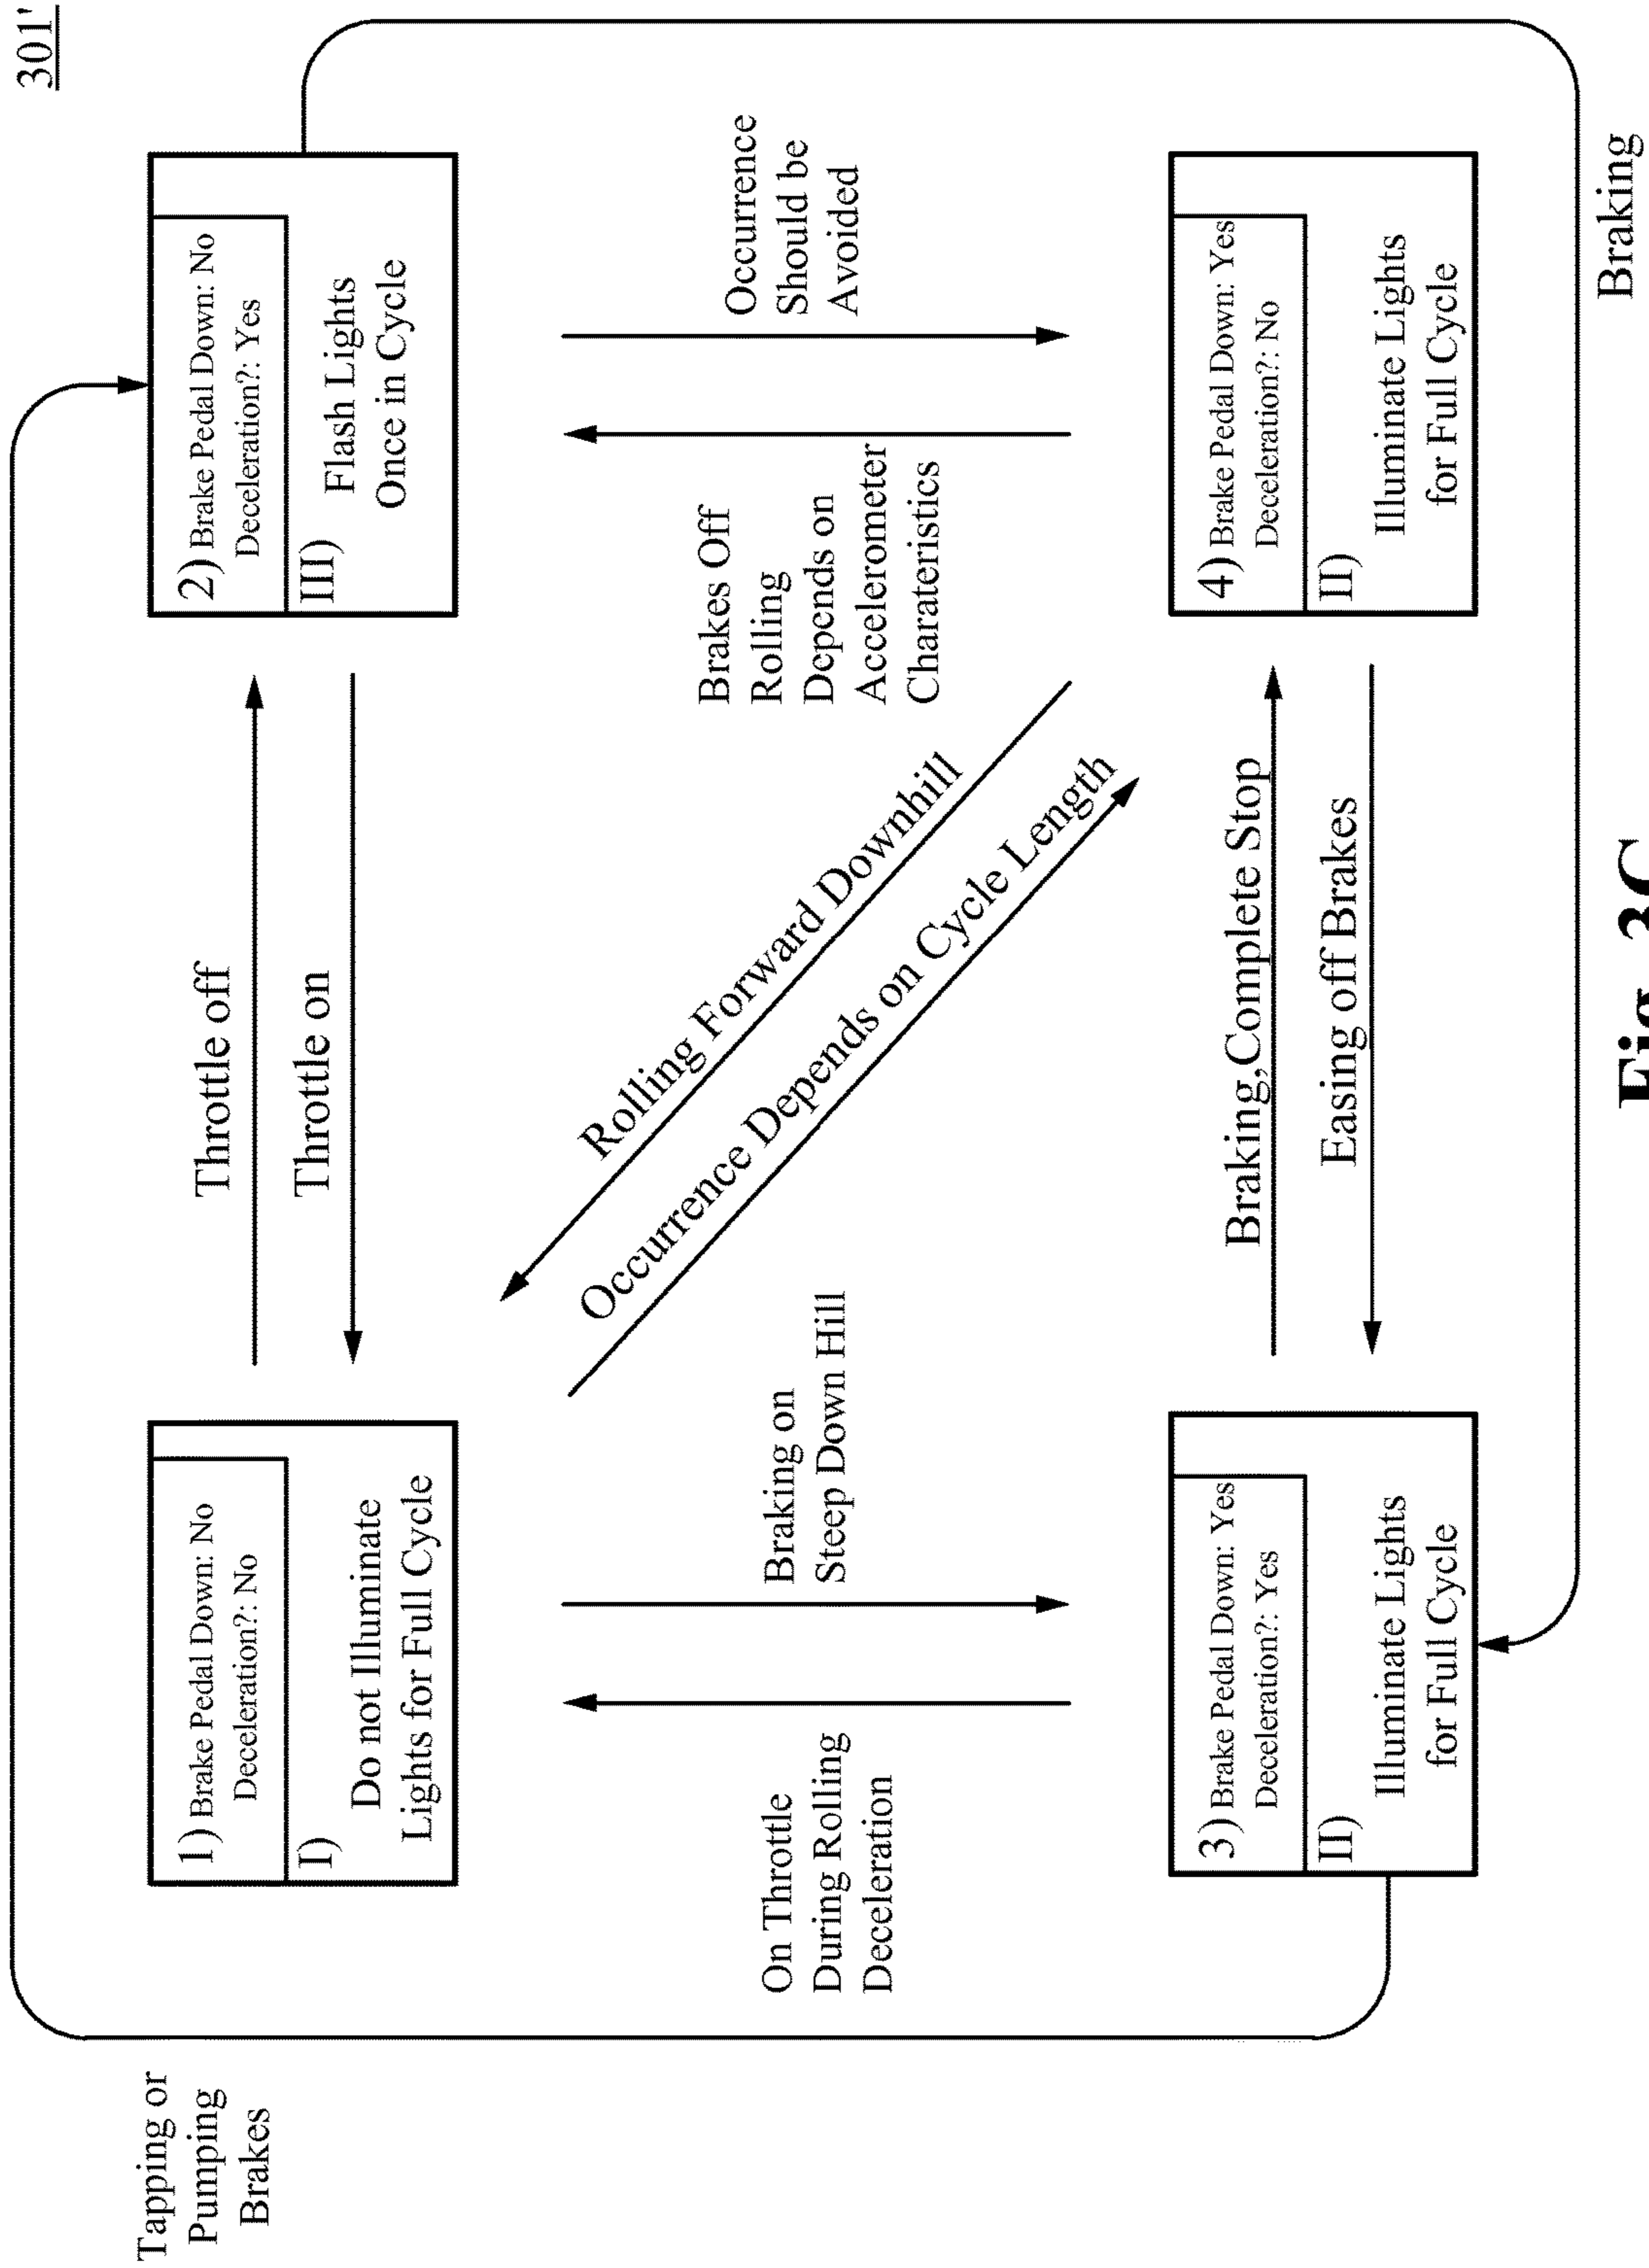 301'
Tapping or
Pumping
Brakes
1) Brake Pedal Down: No
Deceleration?: No
I)
Do not Illuminate
Lights for Full Cycle
Throttle off
Throttle on
2) Brake Pedal Down: No
Deceleration?: Yes
III)
Flash Lights
Once in Cycle
On Throttle
During Rolling
Deceleration
Braking on
Steep Down Hill
Rolling Forward Downhill
Occurrence Depends on Cycle Length
Brakes Off
Rolling
Depends on
Accelerometer
Charateristics
Occurrence
Should be
Avoided
3) Brake Pedal Down: Yes
Deceleration?: Yes
II)
Illuminate Lights
for Full Cycle
Braking,Complete Stop
Easing off Brakes
4) Brake Pedal Down: Yes
Deceleration?: No
II)
Illuminate Lights
for Full Cycle
Braking
Fig. 3C